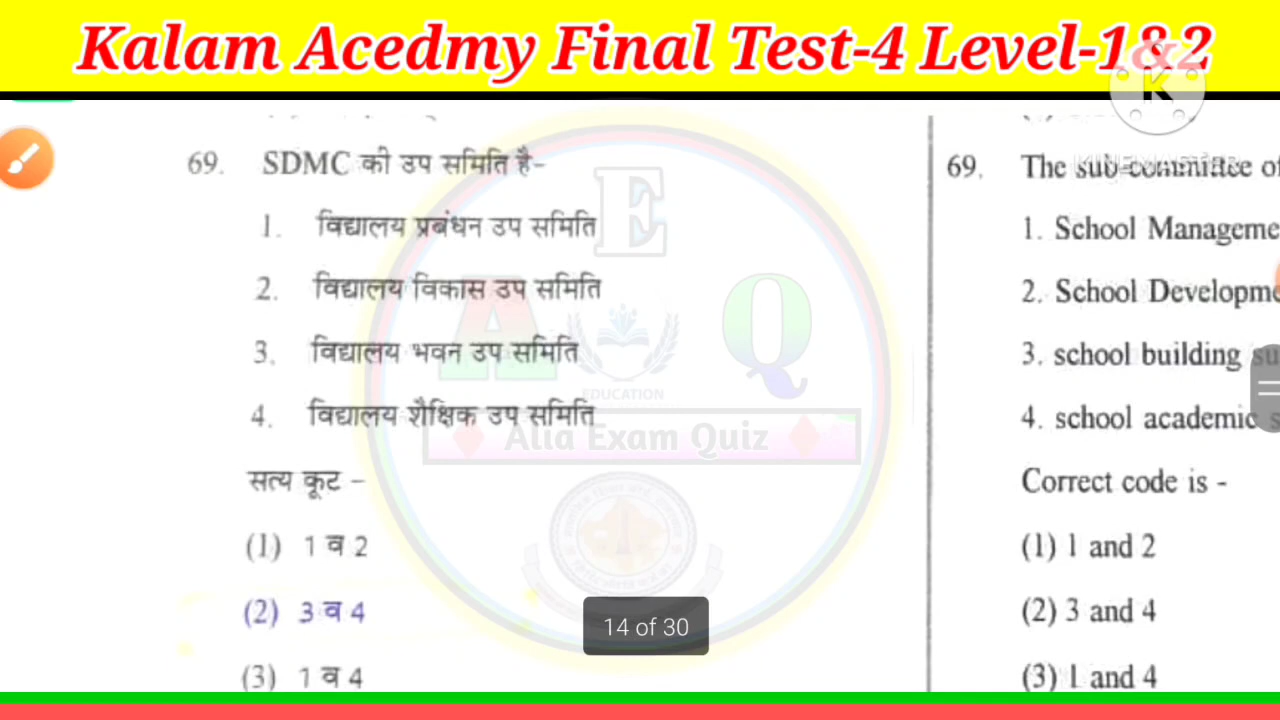 Kalam Acedmy Final Test-4 Level-1&2
K
KINEMASTER
69. SDMC की उप समिति है-
1. विद्यालय प्रबंधन उप समिति
2. विद्यालय विकास उप समिति
3. विद्यालय भवन उप समिति
4. विद्यालय शैक्षिक उप समिति
सत्य कूट –
(1) 1 व 2
(2) 3 व 4
(3) 1 व 4
69. The sub-committee of
1. School Manageme
2. School Developme
3. school building su
4. school academic s
Correct code is -
(1) 1 and 2
(2) 3 and 4
(3) 1 and 4
E
A Q
EDUCATION
Alia Exam Quiz
14 of 30